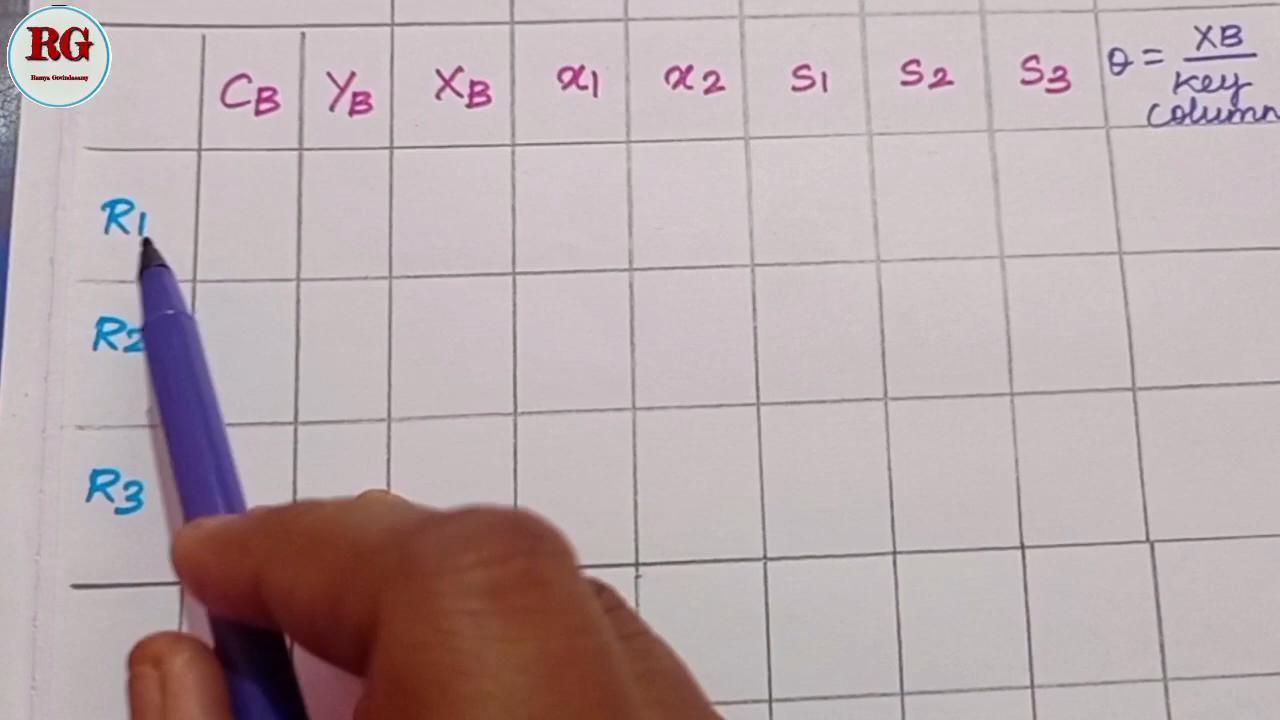 RG
Ramya Govindasamy
CB YB XB x1 x2 S1 S2 S3 θ = XB / key column
R1
R2
R3